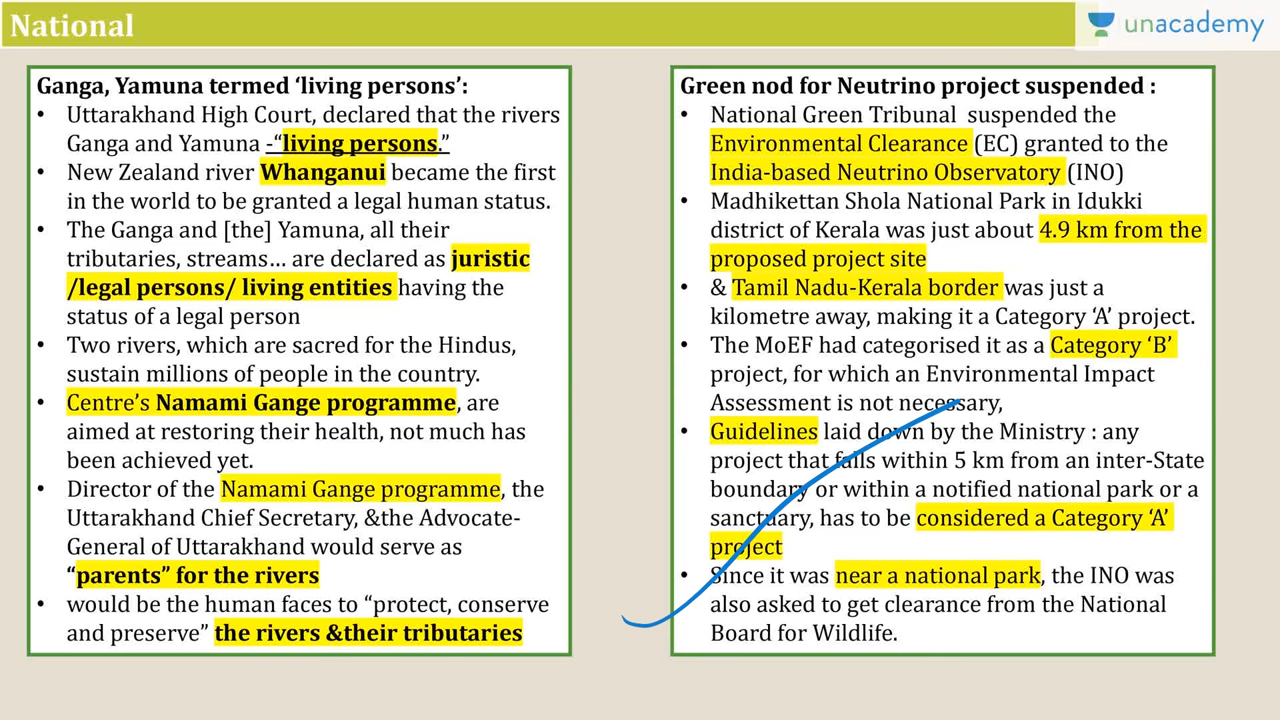 National
unacademy
Ganga, Yamuna termed ‘living persons’:
• Uttarakhand High Court, declared that the rivers
Ganga and Yamuna -“living persons.”
• New Zealand river Whanganui became the first
in the world to be granted a legal human status.
• The Ganga and [the] Yamuna, all their
tributaries, streams… are declared as juristic
/legal persons/ living entities having the
status of a legal person
• Two rivers, which are sacred for the Hindus,
sustain millions of people in the country.
• Centre’s Namami Gange programme, are
aimed at restoring their health, not much has
been achieved yet.
• Director of the Namami Gange programme, the
Uttarakhand Chief Secretary, &the Advocate-
General of Uttarakhand would serve as
“parents” for the rivers
• would be the human faces to “protect, conserve
and preserve” the rivers &their tributaries
Green nod for Neutrino project suspended :
• National Green Tribunal suspended the
Environmental Clearance (EC) granted to the
India-based Neutrino Observatory (INO)
• Madhikettan Shola National Park in Idukki
district of Kerala was just about 4.9 km from the
proposed project site
• & Tamil Nadu-Kerala border was just a
kilometre away, making it a Category ‘A’ project.
• The MoEF had categorised it as a Category ‘B’
project, for which an Environmental Impact
Assessment is not necessary,
• Guidelines laid down by the Ministry : any
project that falls within 5 km from an inter-State
boundary or within a notified national park or a
sanctuary, has to be considered a Category ‘A’
project
• Since it was near a national park, the INO was
also asked to get clearance from the National
Board for Wildlife.